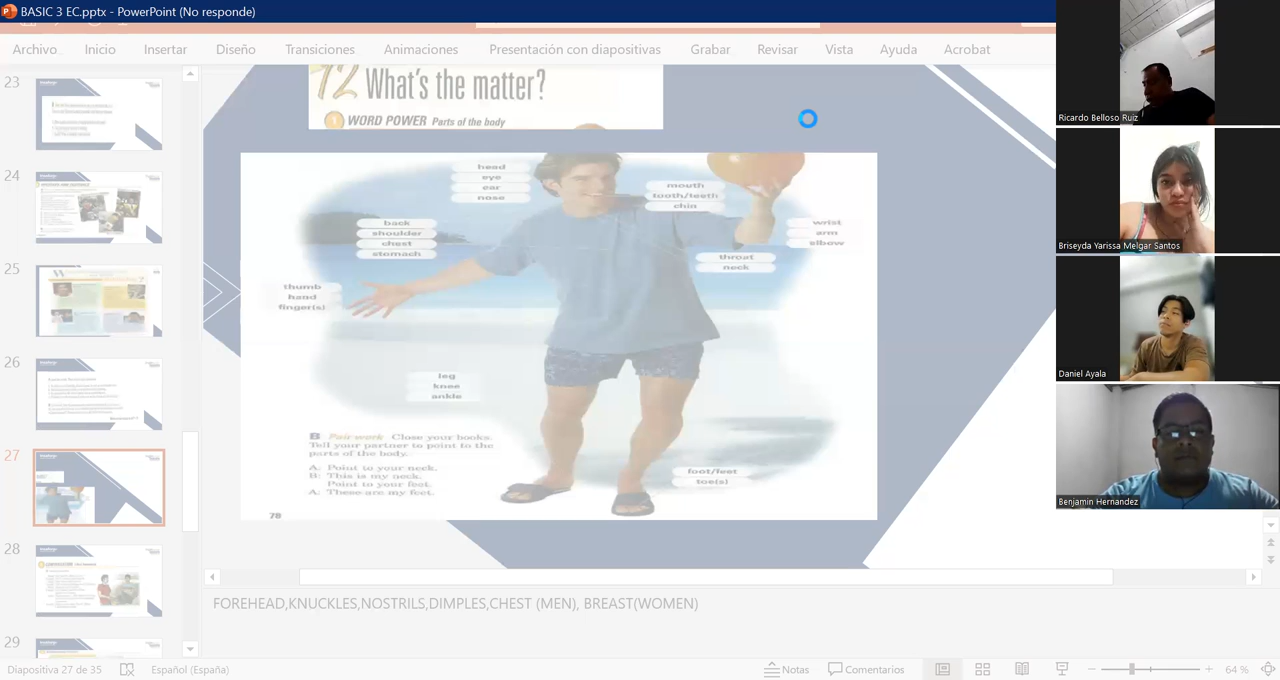 BASIC 3 EC.pptx - PowerPoint (No responde)
Archivo Inicio Insertar Diseño Transiciones Animaciones Presentación con diapositivas Grabar Revisar Vista Ayuda Acrobat
23
24
25
26
27
28
29
12 What's the matter?
1 WORD POWER Parts of the body
head
eye
ear
nose
mouth
tooth/teeth
chin
back
shoulder
chest
stomach
wrist
arm
elbow
throat
neck
thumb
hand
finger(s)
leg
knee
ankle
B Pair work Close your books.
Tell your partner to point to the
parts of the body.
A: Point to your neck.
B: This is my neck.
Point to your feet.
A: These are my feet.
foot/feet
toe(s)
70
FOREHEAD,KNUCKLES,NOSTRILS,DIMPLES,CHEST (MEN), BREAST(WOMEN)
Diapositiva 27 de 35 Español (España) Notas Comentarios 64 %
Ricardo Belloso Ruiz
Briseyda Yarissa Melgar Santos
Daniel Ayala
Benjamin Hernandez